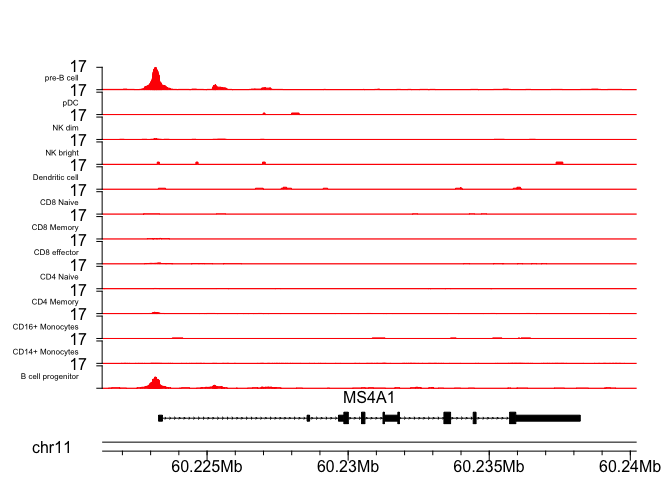 17
pre-B cell
17
pDC
17
NK dim
17
NK bright
17
Dendritic cell
17
CD8 Naive
17
CD8 Memory
17
CD8 effector
17
CD4 Naive
17
CD4 Memory
17
CD16+ Monocytes
17
CD14+ Monocytes
17
B cell progenitor
MS4A1
chr11
60.225Mb 60.23Mb 60.235Mb 60.24Mb